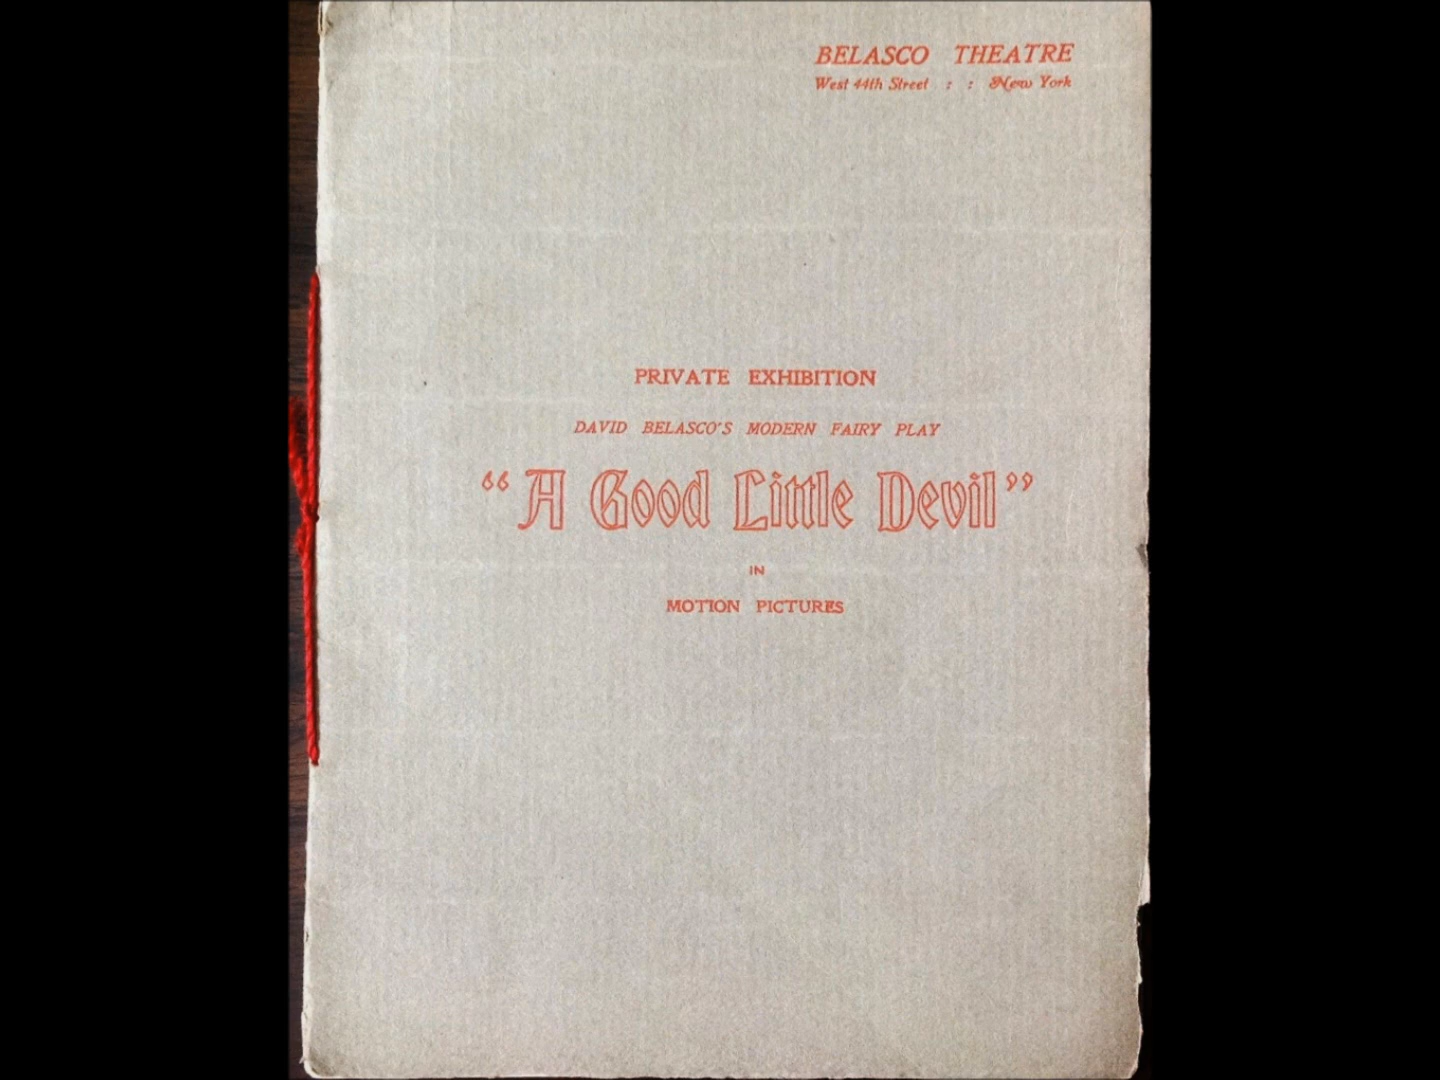 BELASCO THEATRE
West 44th Street : : New York
PRIVATE EXHIBITION
DAVID BELASCO'S MODERN FAIRY PLAY
“A Good Little Devil”
IN
MOTION PICTURES